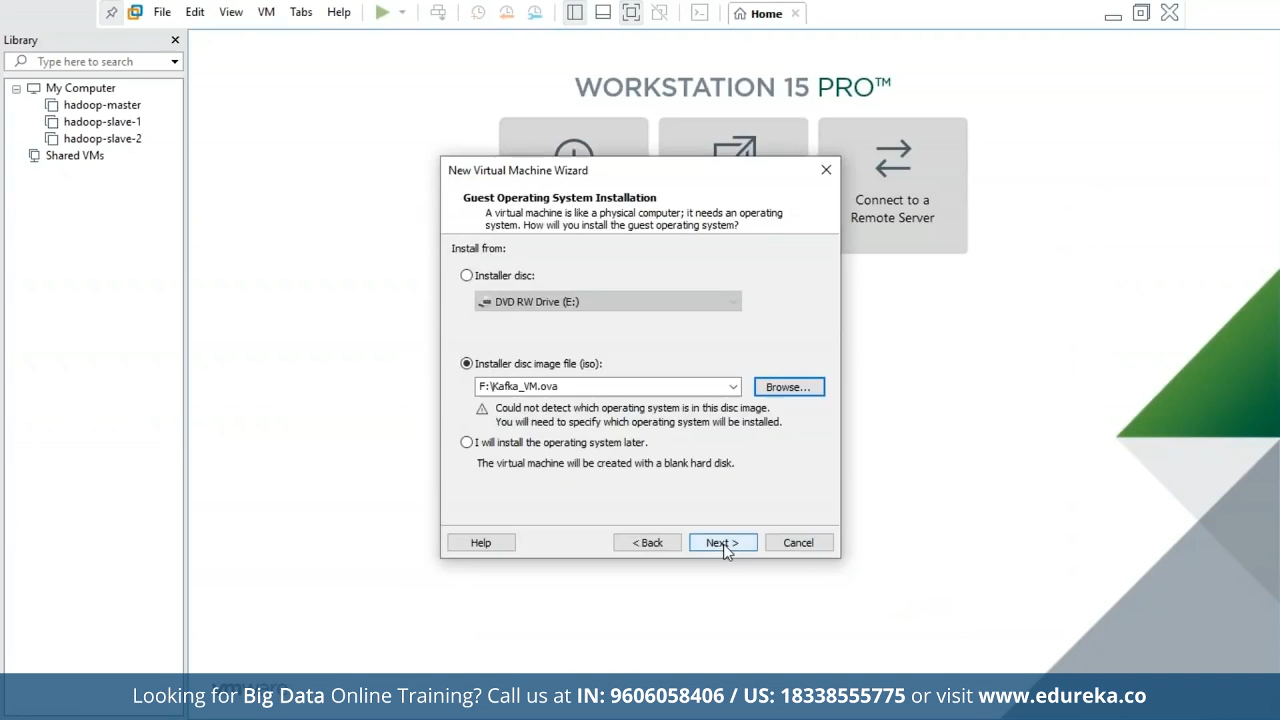 File Edit View VM Tabs Help
Home
Library
Type here to search
My Computer
hadoop-master
hadoop-slave-1
hadoop-slave-2
Shared VMs
WORKSTATION 15 PRO™
Connect to a
Remote Server
New Virtual Machine Wizard
Guest Operating System Installation
A virtual machine is like a physical computer; it needs an operating
system. How will you install the guest operating system?
Install from:
Installer disc:
DVD RW Drive (E:)
Installer disc image file (iso):
F:\Kafka_VM.ova
Browse...
Could not detect which operating system is in this disc image.
You will need to specify which operating system will be installed.
I will install the operating system later.
The virtual machine will be created with a blank hard disk.
Help
< Back
Next >
Cancel
Looking for Big Data Online Training? Call us at IN: 9606058406 / US: 18338555775 or visit www.edureka.co